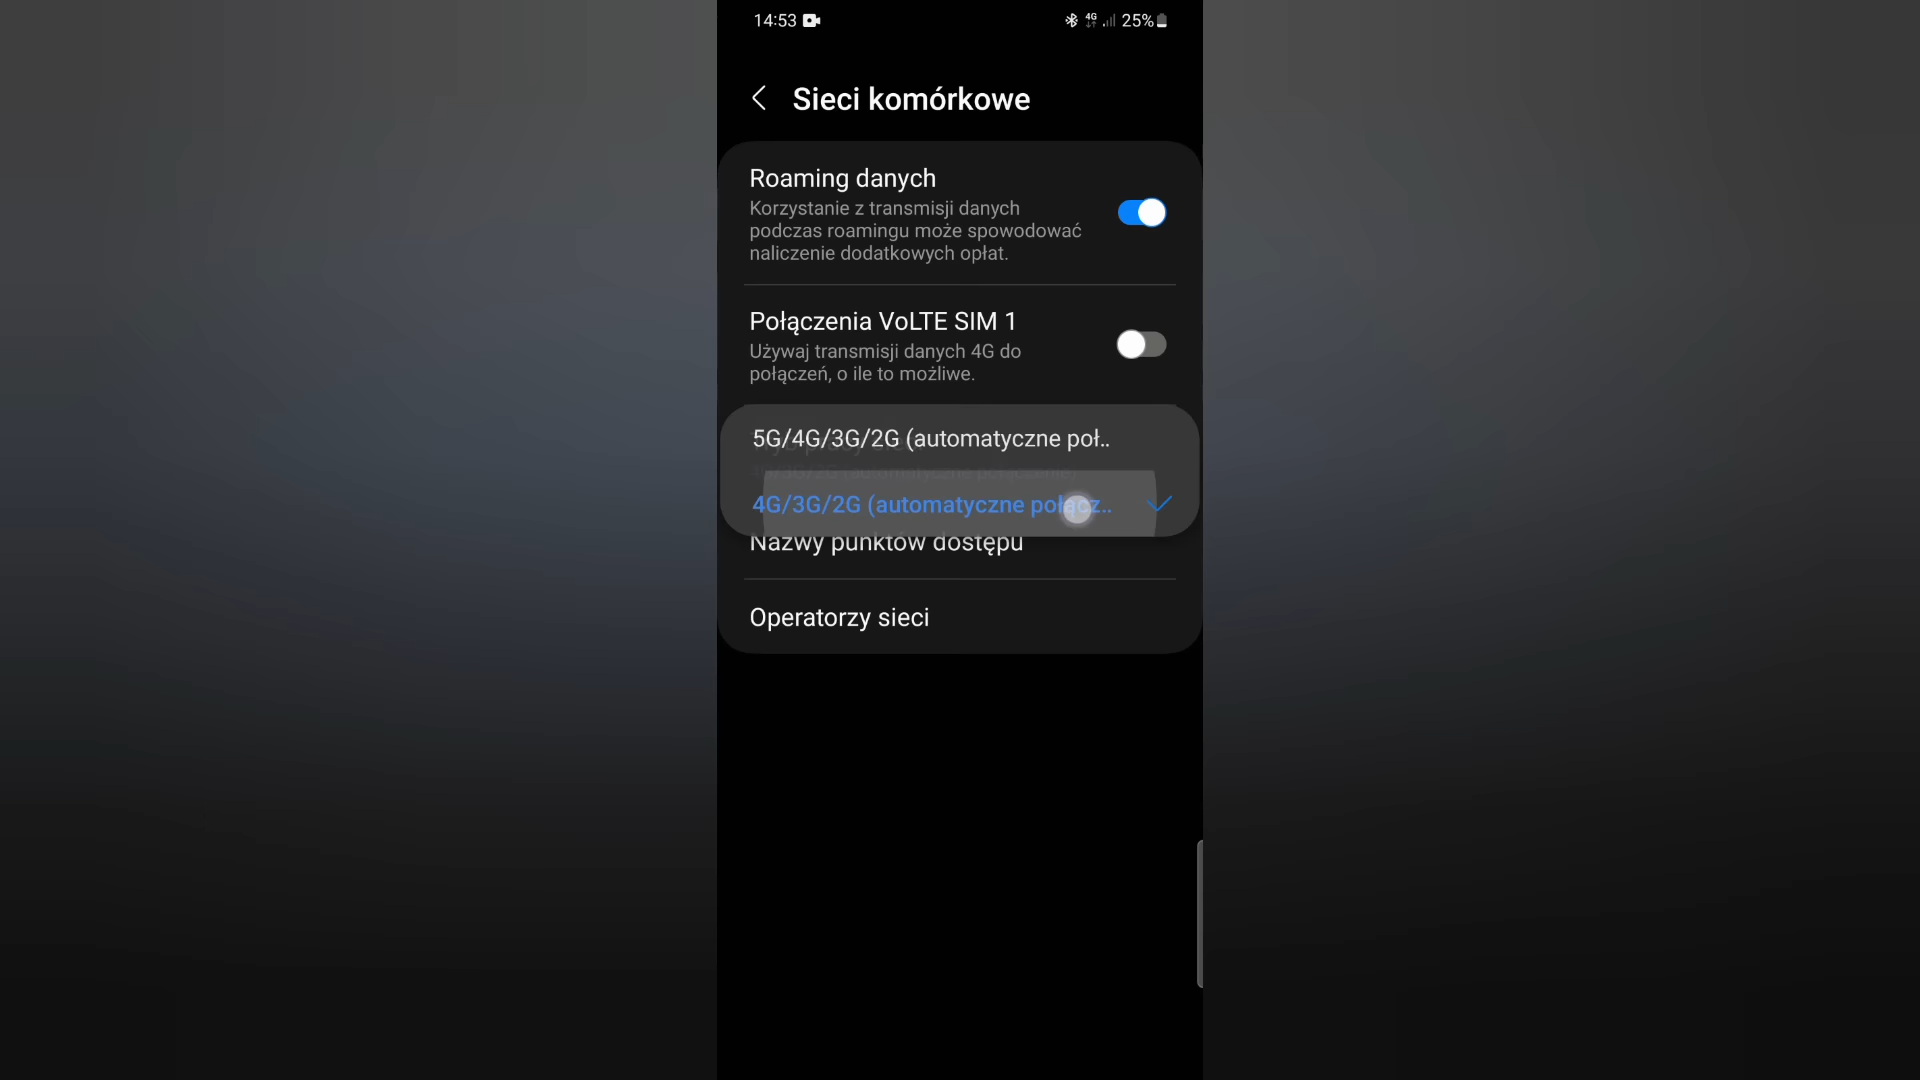 14:53
4G
25%
Sieci komórkowe
Roaming danych
Korzystanie z transmisji danych
podczas roamingu może spowodować
naliczenie dodatkowych opłat.
Połączenia VoLTE SIM 1
Używaj transmisji danych 4G do
połączeń, o ile to możliwe.
5G/4G/3G/2G (automatyczne poł..
4G/3G/2G (automatyczne połącz..
Nazwy punktów dostępu
Operatorzy sieci